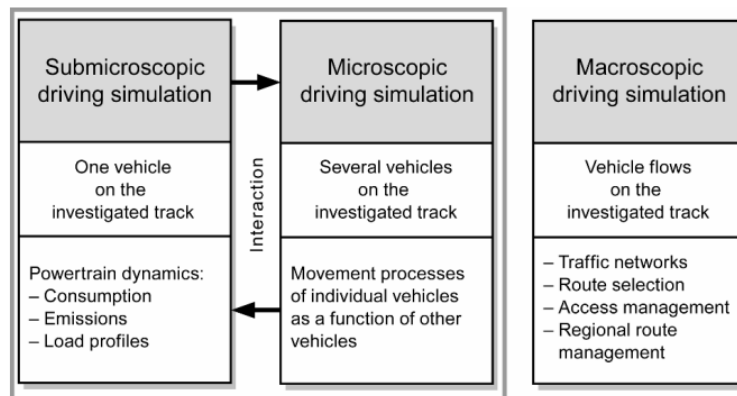 Submicroscopic
driving simulation
One vehicle
on the
investigated track
Powertrain dynamics:
– Consumption
– Emissions
– Load profiles
Interaction
Microscopic
driving simulation
Several vehicles
on the
investigated track
Movement processes
of individual vehicles
as a function of other
vehicles
Macroscopic
driving simulation
Vehicle flows
on the
investigated track
– Traffic networks
– Route selection
– Access management
– Regional route
management